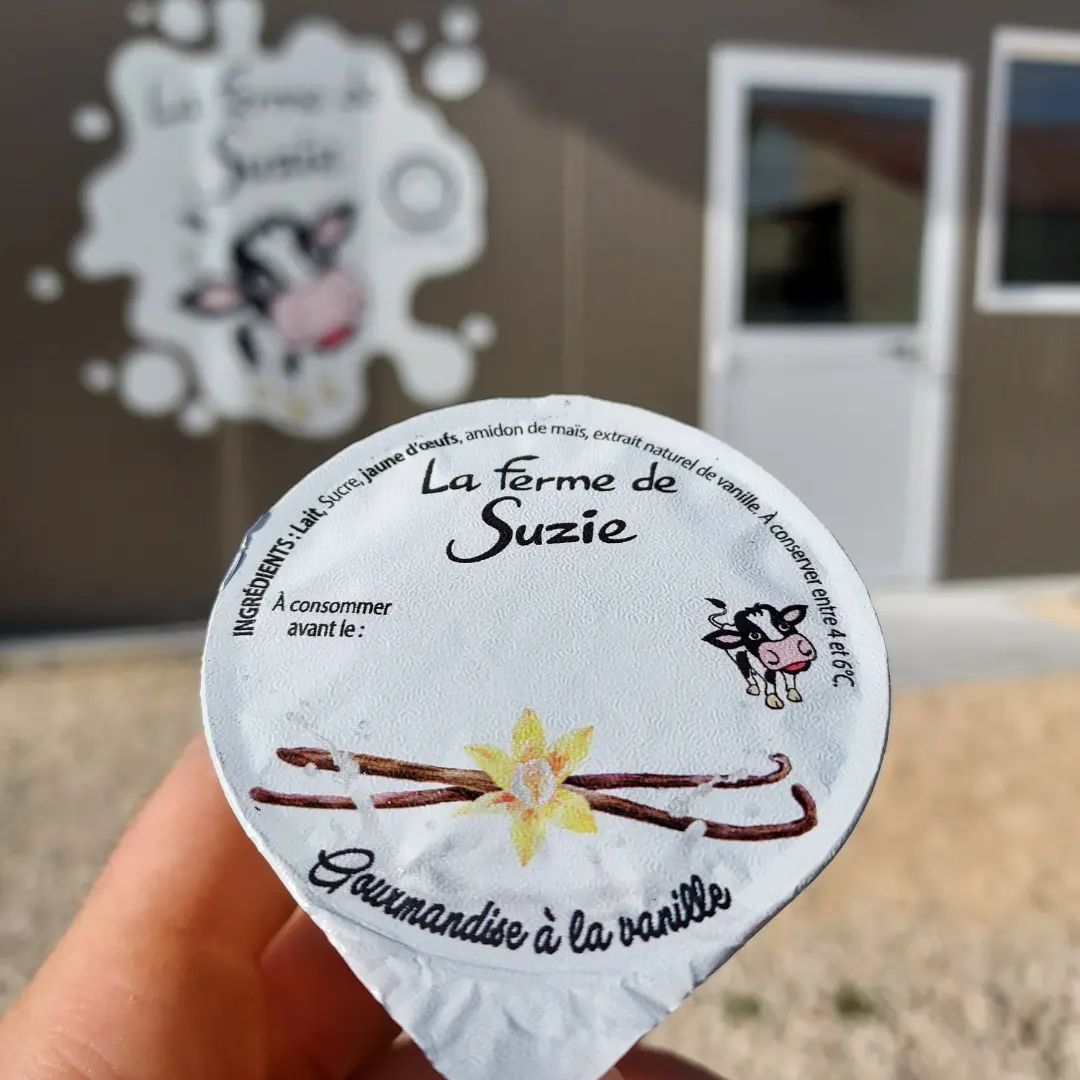 La Ferme de
Suzie
INGRÉDIENTS : Lait, Sucre, jaune d'œufs, amidon de maïs, extrait naturel de vanille. À conserver entre 4 et 6°C.
La Ferme de
Suzie
À consommer
avant le :
Gourmandise à la vanille